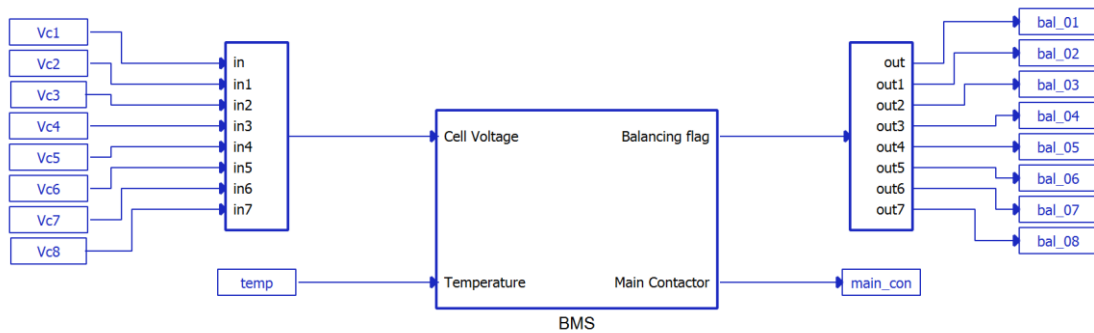 Vc1
Vc2
Vc3
Vc4
Vc5
Vc6
Vc7
Vc8
in
in1
in2
in3
in4
in5
in6
in7
temp
Cell Voltage
Balancing flag
Temperature
Main Contactor
BMS
out
out1
out2
out3
out4
out5
out6
out7
bal_01
bal_02
bal_03
bal_04
bal_05
bal_06
bal_07
bal_08
main_con